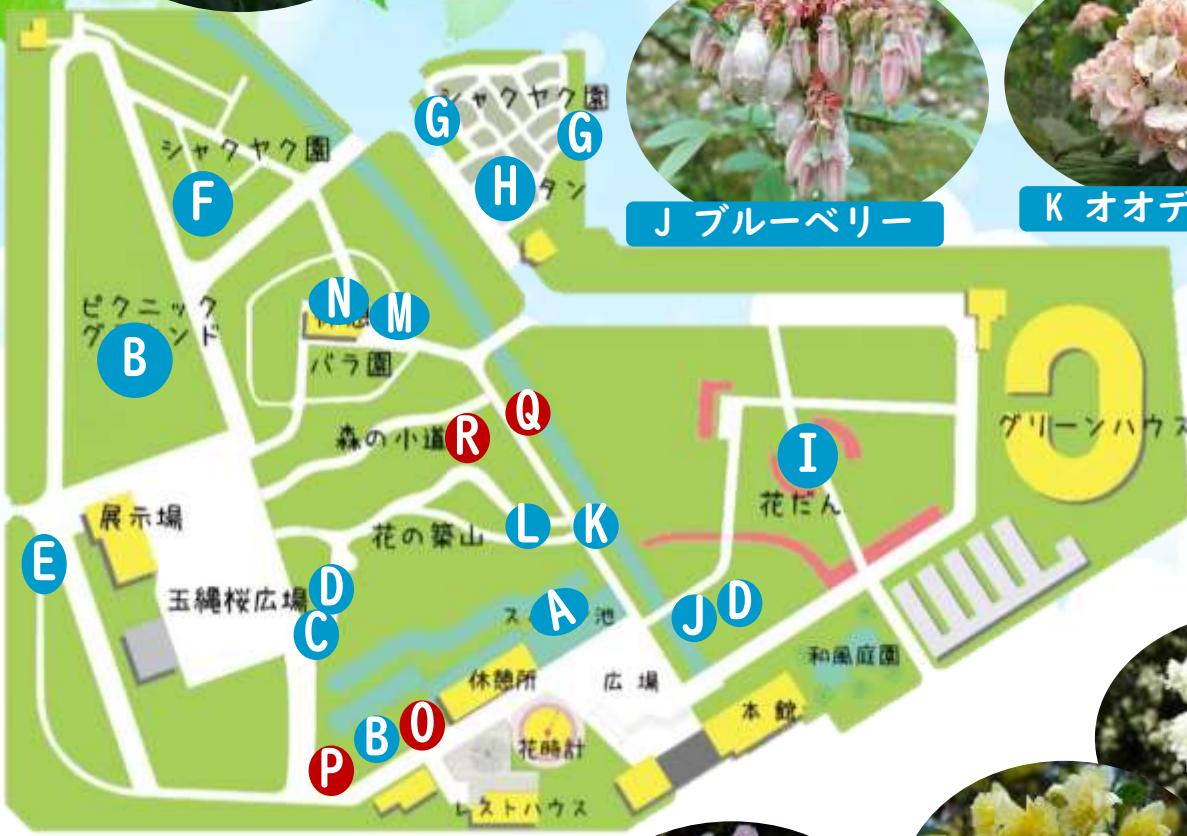 シャクヤク園
G
G
H
タン
J ブルーベリー
K オオデ
シャクヤク園
F
ピクニック
B
N
M
バラ園
森の小道
R
Q
I
花だん
グリーンハウス
展示場
花の築山
L
K
E
玉縄桜広場
D
C
A
池
J
D
和風庭園
休憩所
広場
本館
B
O
花時計
P
レストハウス